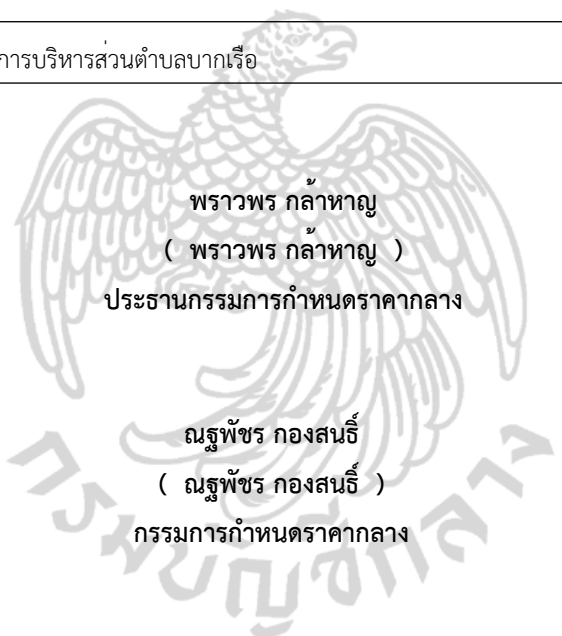 การบริหารส่วนตำบลบากเรือ
พราวพร กล้าหาญ
( พราวพร กล้าหาญ )
ประธานกรรมการกำหนดราคากลาง
ณฐพัชร กองสนธิ์
( ณฐพัชร กองสนธิ์ )
กรรมการกำหนดราคากลาง
กรมบัญชีกลาง